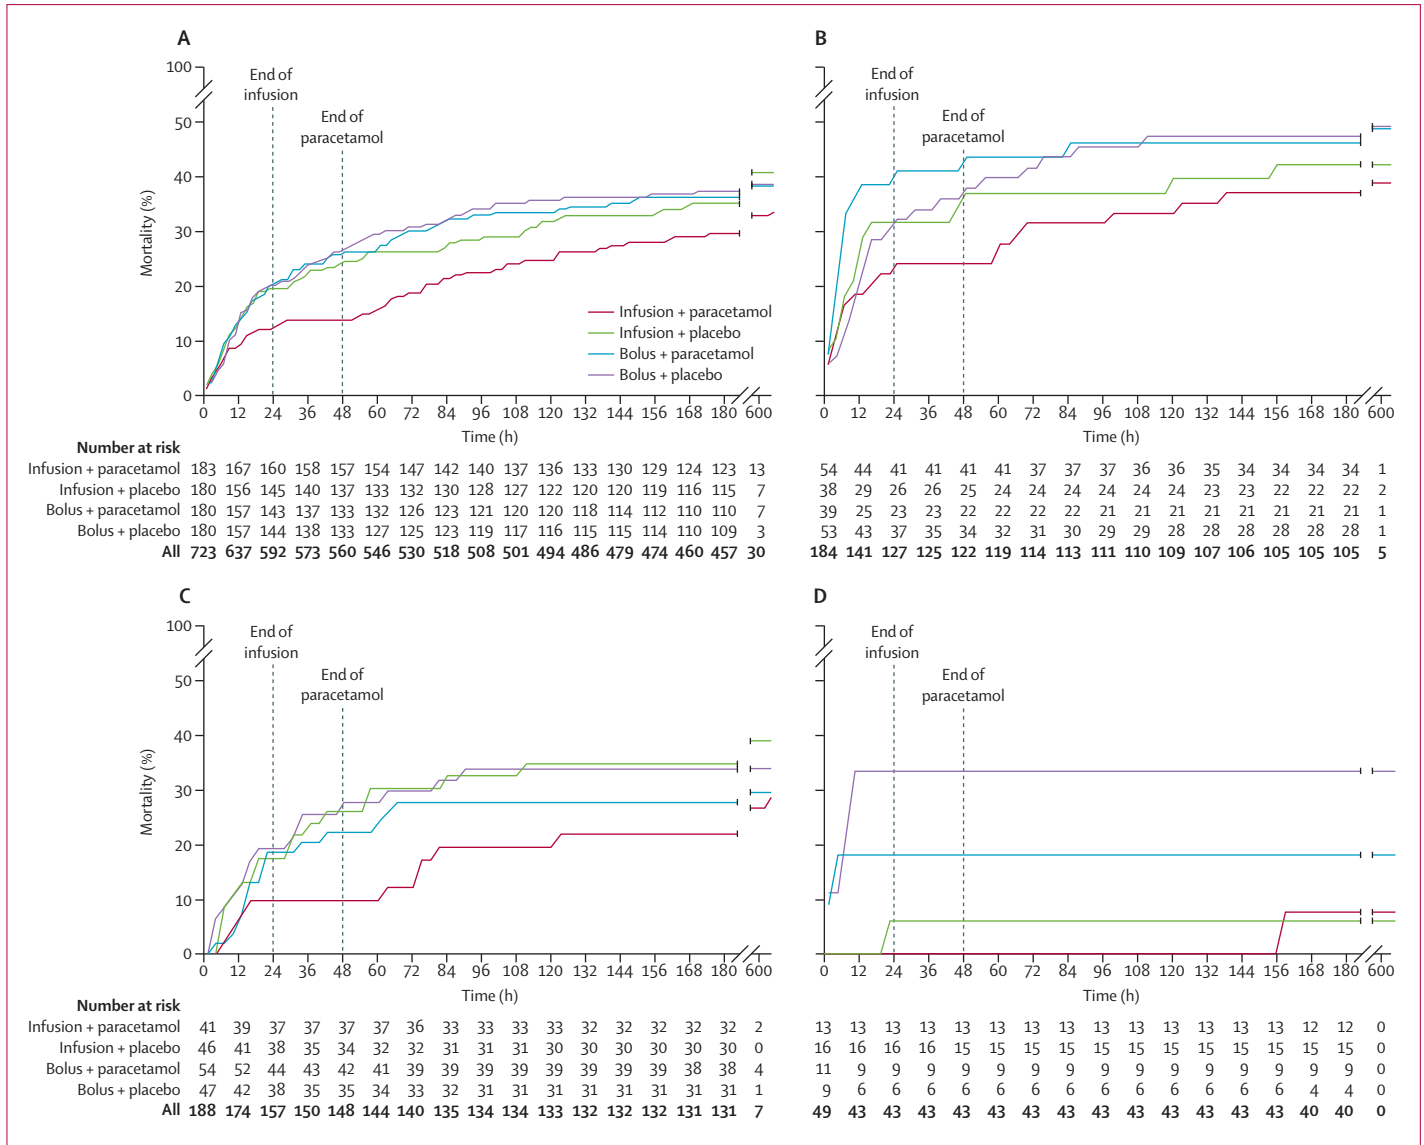 A
100
50
40
30
20
10
0
Mortality (%)
End of
infusion
End of
paracetamol
Infusion + paracetamol
Infusion + placebo
Bolus + paracetamol
Bolus + placebo
0 12 24 36 48 60 72 84 96 108 120 132 144 156 168 180 600
Time (h)
Number at risk
Infusion + paracetamol 183 167 160 158 157 154 147 142 140 137 136 133 130 129 124 123 13
Infusion + placebo 180 156 145 140 137 133 132 130 128 127 122 120 120 119 116 115 7
Bolus + paracetamol 180 157 143 137 133 132 126 123 121 120 120 118 114 112 110 110 7
Bolus + placebo 180 157 144 138 133 127 125 123 119 117 116 115 115 114 110 109 3
All 723 637 592 573 560 546 530 518 508 501 494 486 479 474 460 457 30
B
End of
infusion
End of
paracetamol
0 12 24 36 48 60 72 84 96 108 120 132 144 156 168 180 600
Time (h)
54 44 41 41 41 41 37 37 37 36 36 35 34 34 34 34 1
38 29 26 26 25 24 24 24 24 24 24 23 23 22 22 22 2
39 25 23 23 22 22 22 22 21 21 21 21 21 21 21 21 1
53 43 37 35 34 32 31 30 29 29 28 28 28 28 28 28 1
184 141 127 125 122 119 114 113 111 110 109 107 106 105 105 105 5
C
100
50
40
30
20
10
0
Mortality (%)
End of
infusion
End of
paracetamol
0 12 24 36 48 60 72 84 96 108 120 132 144 156 168 180 600
Time (h)
Number at risk
Infusion + paracetamol 41 39 37 37 37 37 36 33 33 33 33 32 32 32 32 32 2
Infusion + placebo 46 41 38 35 34 32 32 31 31 31 30 30 30 30 30 30 0
Bolus + paracetamol 54 52 44 43 42 41 39 39 39 39 39 39 39 39 38 38 4
Bolus + placebo 47 42 38 35 35 34 33 32 31 31 31 31 31 31 31 31 1
All 188 174 157 150 148 144 140 135 134 134 133 132 132 132 131 131 7
D
End of
infusion
End of
paracetamol
0 12 24 36 48 60 72 84 96 108 120 132 144 156 168 180 600
Time (h)
13 13 13 13 13 13 13 13 13 13 13 13 13 13 12 12 0
16 16 16 16 15 15 15 15 15 15 15 15 15 15 15 15 0
11 9 9 9 9 9 9 9 9 9 9 9 9 9 9 9 0
9 6 6 6 6 6 6 6 6 6 6 6 6 6 4 4 0
49 43 43 43 43 43 43 43 43 43 43 43 43 43 40 40 0